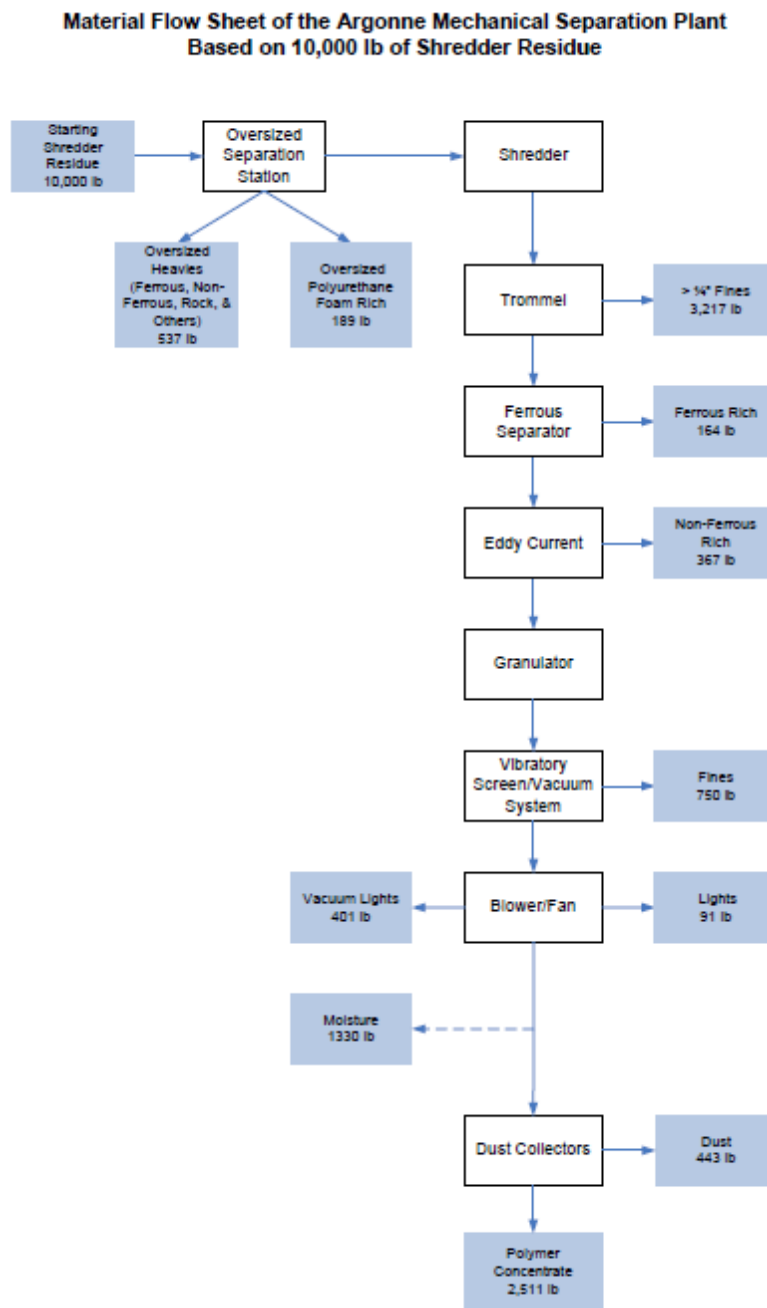 Material Flow Sheet of the Argonne Mechanical Separation Plant
Based on 10,000 lb of Shredder Residue
Starting
Shredder
Residue
10,000 lb
Oversized
Separation
Station
Shredder
Oversized
Heavies
(Ferrous, Non-
Ferrous, Rock, &
Others)
537 lb
Oversized
Polyurethane
Foam Rich
189 lb
Trommel
> ¼" Fines
3,217 lb
Ferrous
Separator
Ferrous Rich
164 lb
Eddy Current
Non-Ferrous
Rich
367 lb
Granulator
Vibratory
Screen/Vacuum
System
Fines
750 lb
Vacuum Lights
401 lb
Blower/Fan
Lights
91 lb
Moisture
1330 lb
Dust Collectors
Dust
443 lb
Polymer
Concentrate
2,511 lb